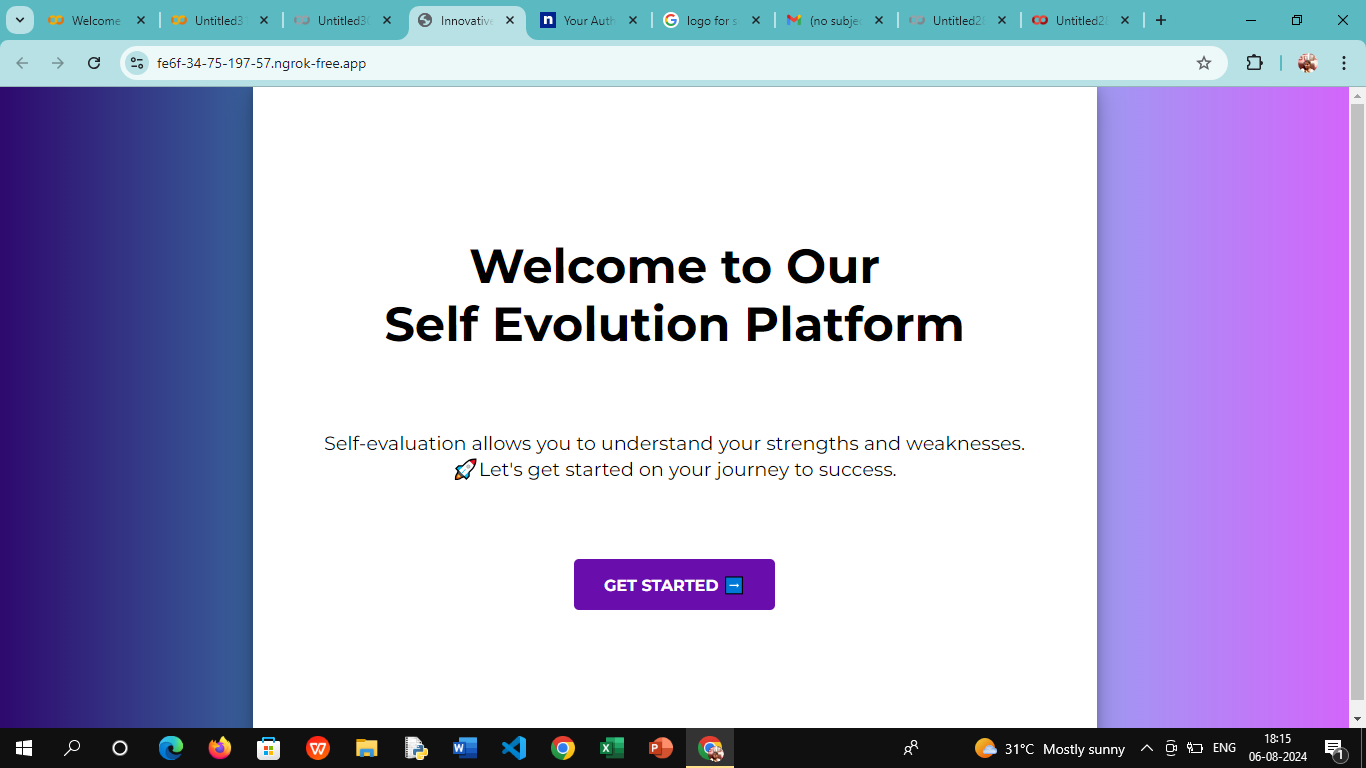 Welcome
Untitled3
Untitled30
Innovative
Your Auth
logo for s
(no subje
Untitled2
Untitled2
fe6f-34-75-197-57.ngrok-free.app
Welcome to Our
Self Evolution Platform
Self-evaluation allows you to understand your strengths and weaknesses.
🚀Let's get started on your journey to success.
GET STARTED ➡️
31°C Mostly sunny
ENG
18:15
06-08-2024
1